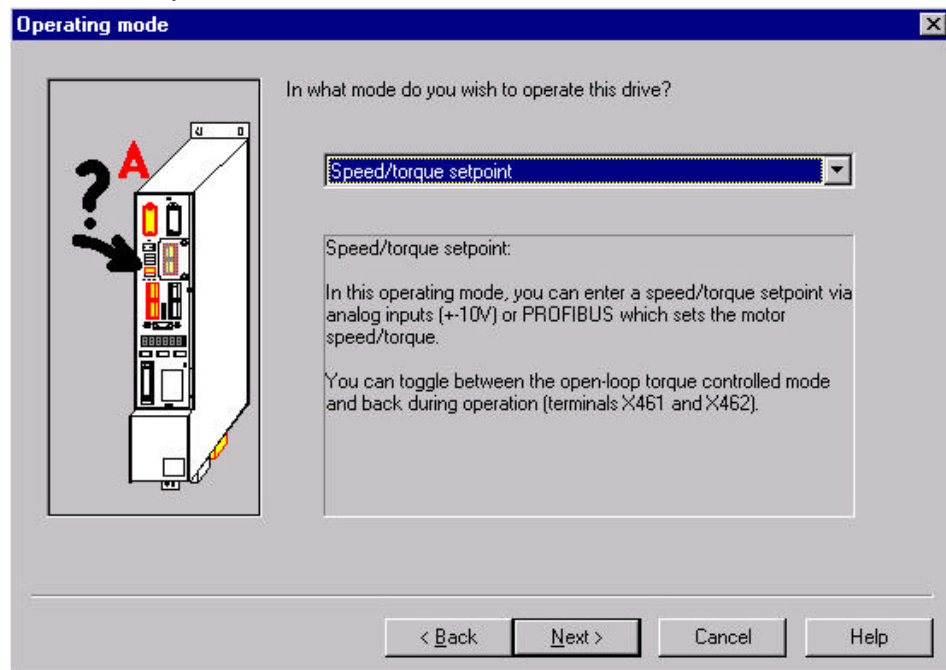 Operating mode
In what mode do you wish to operate this drive?
? A
Speed/torque setpoint
Speed/torque setpoint:
In this operating mode, you can enter a speed/torque setpoint via
analog inputs (+-10V) or PROFIBUS which sets the motor
speed/torque.
You can toggle between the open-loop torque controlled mode
and back during operation (terminals X461 and X462).
< Back Next > Cancel Help